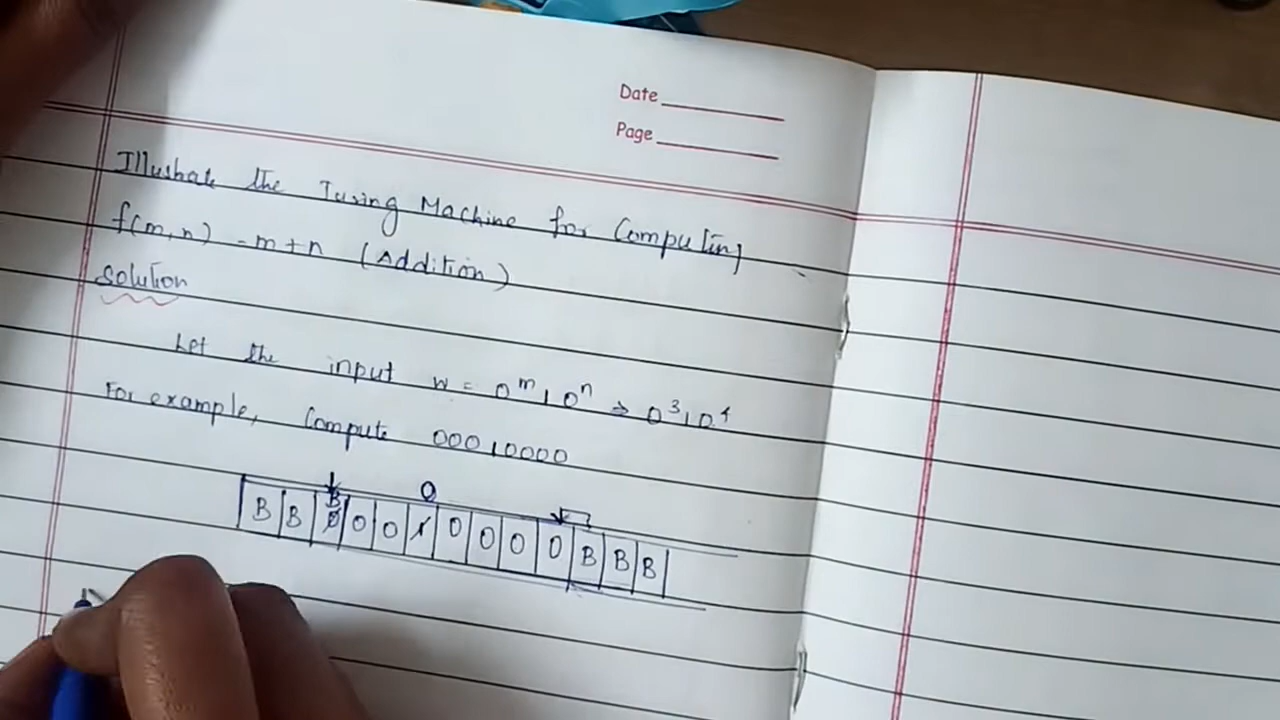 Date
Page
Illustrate the Turing Machine for Computing
f(m,n) = m+n (Addition)
Solution
Let the input w = 0^m 1 0^n ⇒ 0^3 1 0^4
For example, Compute 00010000
B 0
B B 0 0 0 1 0 0 0 0 B B B